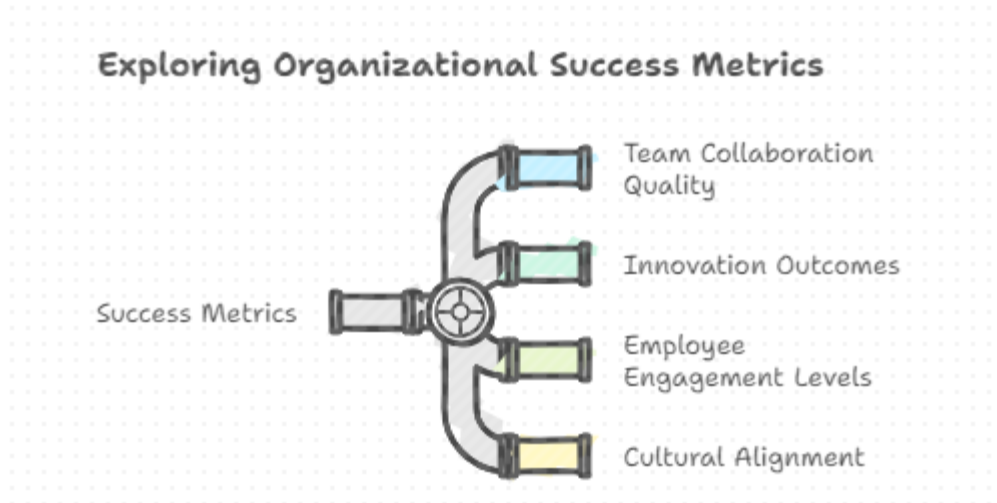 Exploring Organizational Success Metrics
Team Collaboration
Quality
Innovation Outcomes
Success Metrics
Employee
Engagement Levels
Cultural Alignment